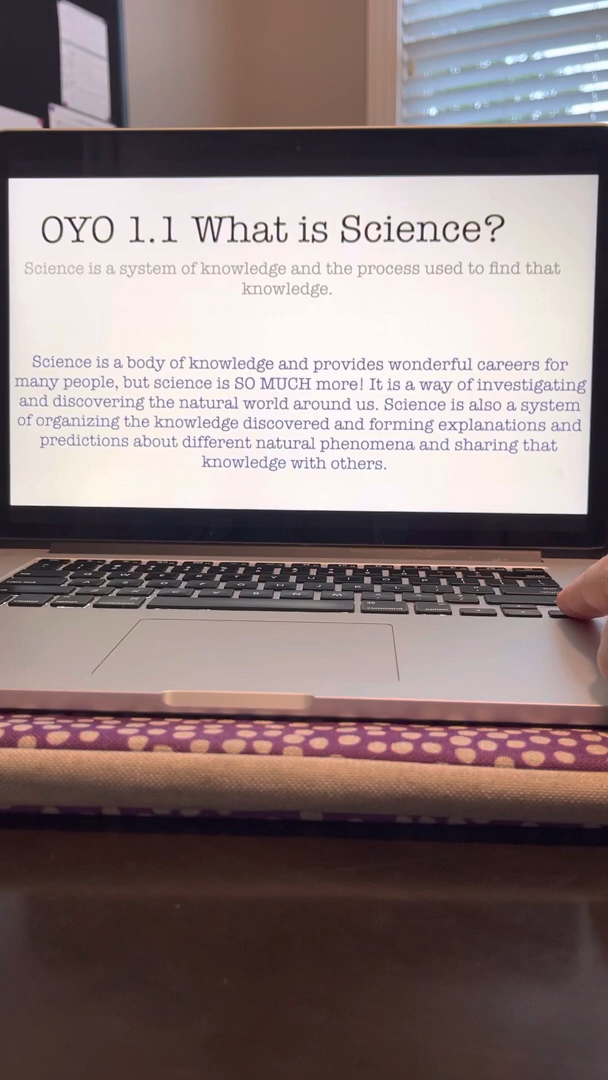 OYO 1.1 What is Science?
Science is a system of knowledge and the process used to find that
knowledge.
Science is a body of knowledge and provides wonderful careers for
many people, but science is SO MUCH more! It is a way of investigating
and discovering the natural world around us. Science is also a system
of organizing the knowledge discovered and forming explanations and
predictions about different natural phenomena and sharing that
knowledge with others.